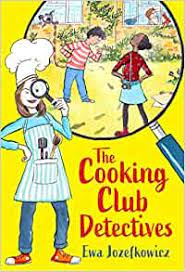 The
Cooking Club
Detectives
Ewa Jozefkowicz